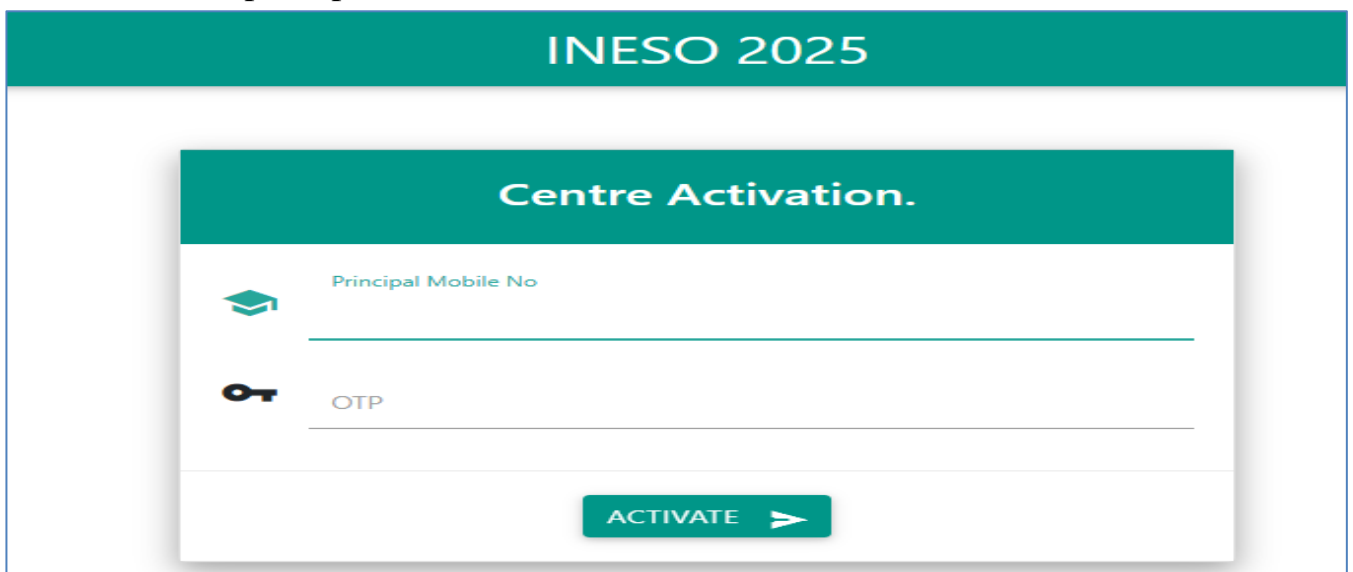 INESO 2025
Centre Activation.
Principal Mobile No
OTP
ACTIVATE